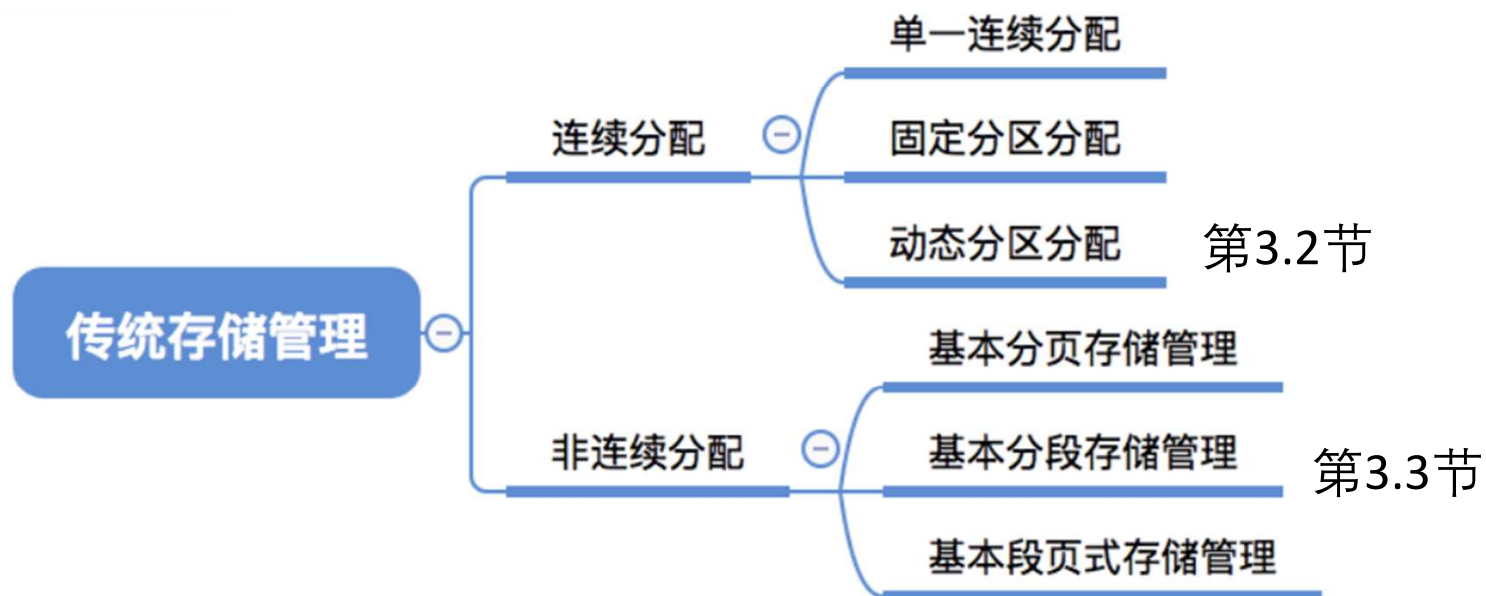 传统存储管理
连续分配
单一连续分配
固定分区分配
动态分区分配
第3.2节
非连续分配
基本分页存储管理
基本分段存储管理
基本段页式存储管理
第3.3节